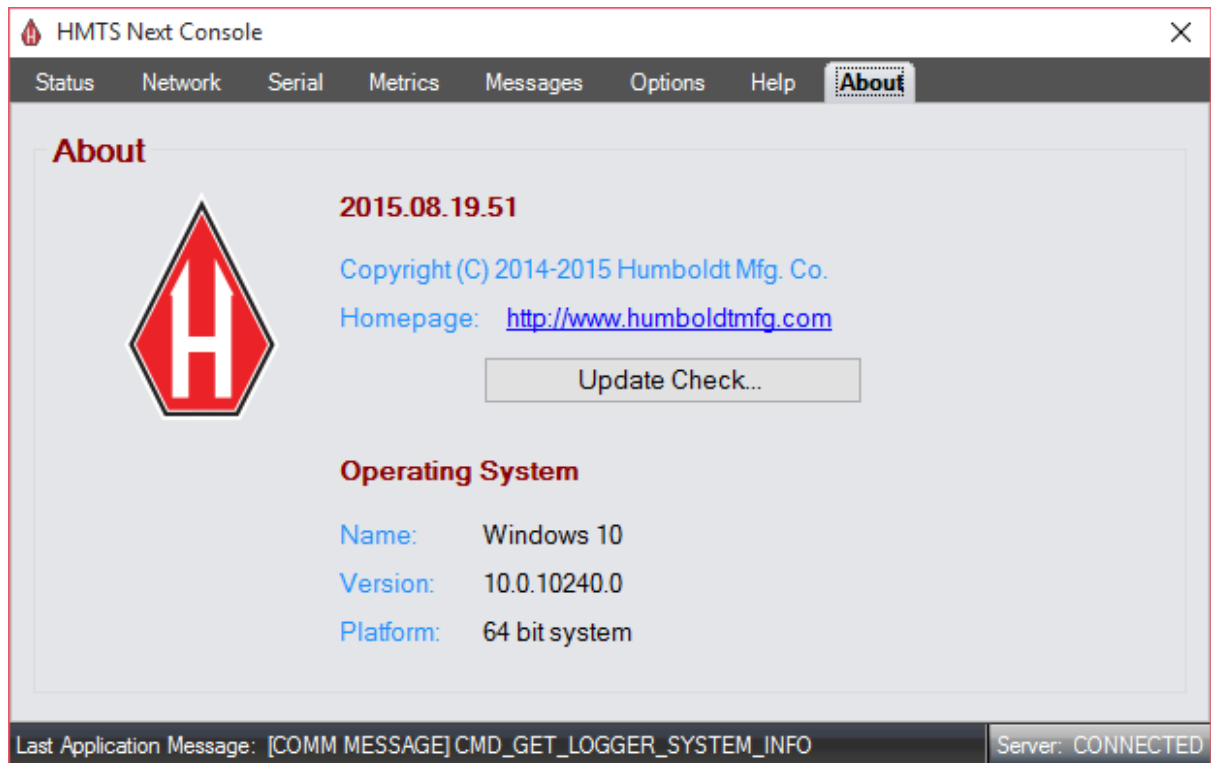 HMTS Next Console
Status Network Serial Metrics Messages Options Help About
About
2015.08.19.51
Copyright (C) 2014-2015 Humboldt Mfg. Co.
Homepage: http://www.humboldtmfg.com
Update Check...
Operating System
Name: Windows 10
Version: 10.0.10240.0
Platform: 64 bit system
Last Application Message: [COMM MESSAGE] CMD_GET_LOGGER_SYSTEM_INFO Server: CONNECTED